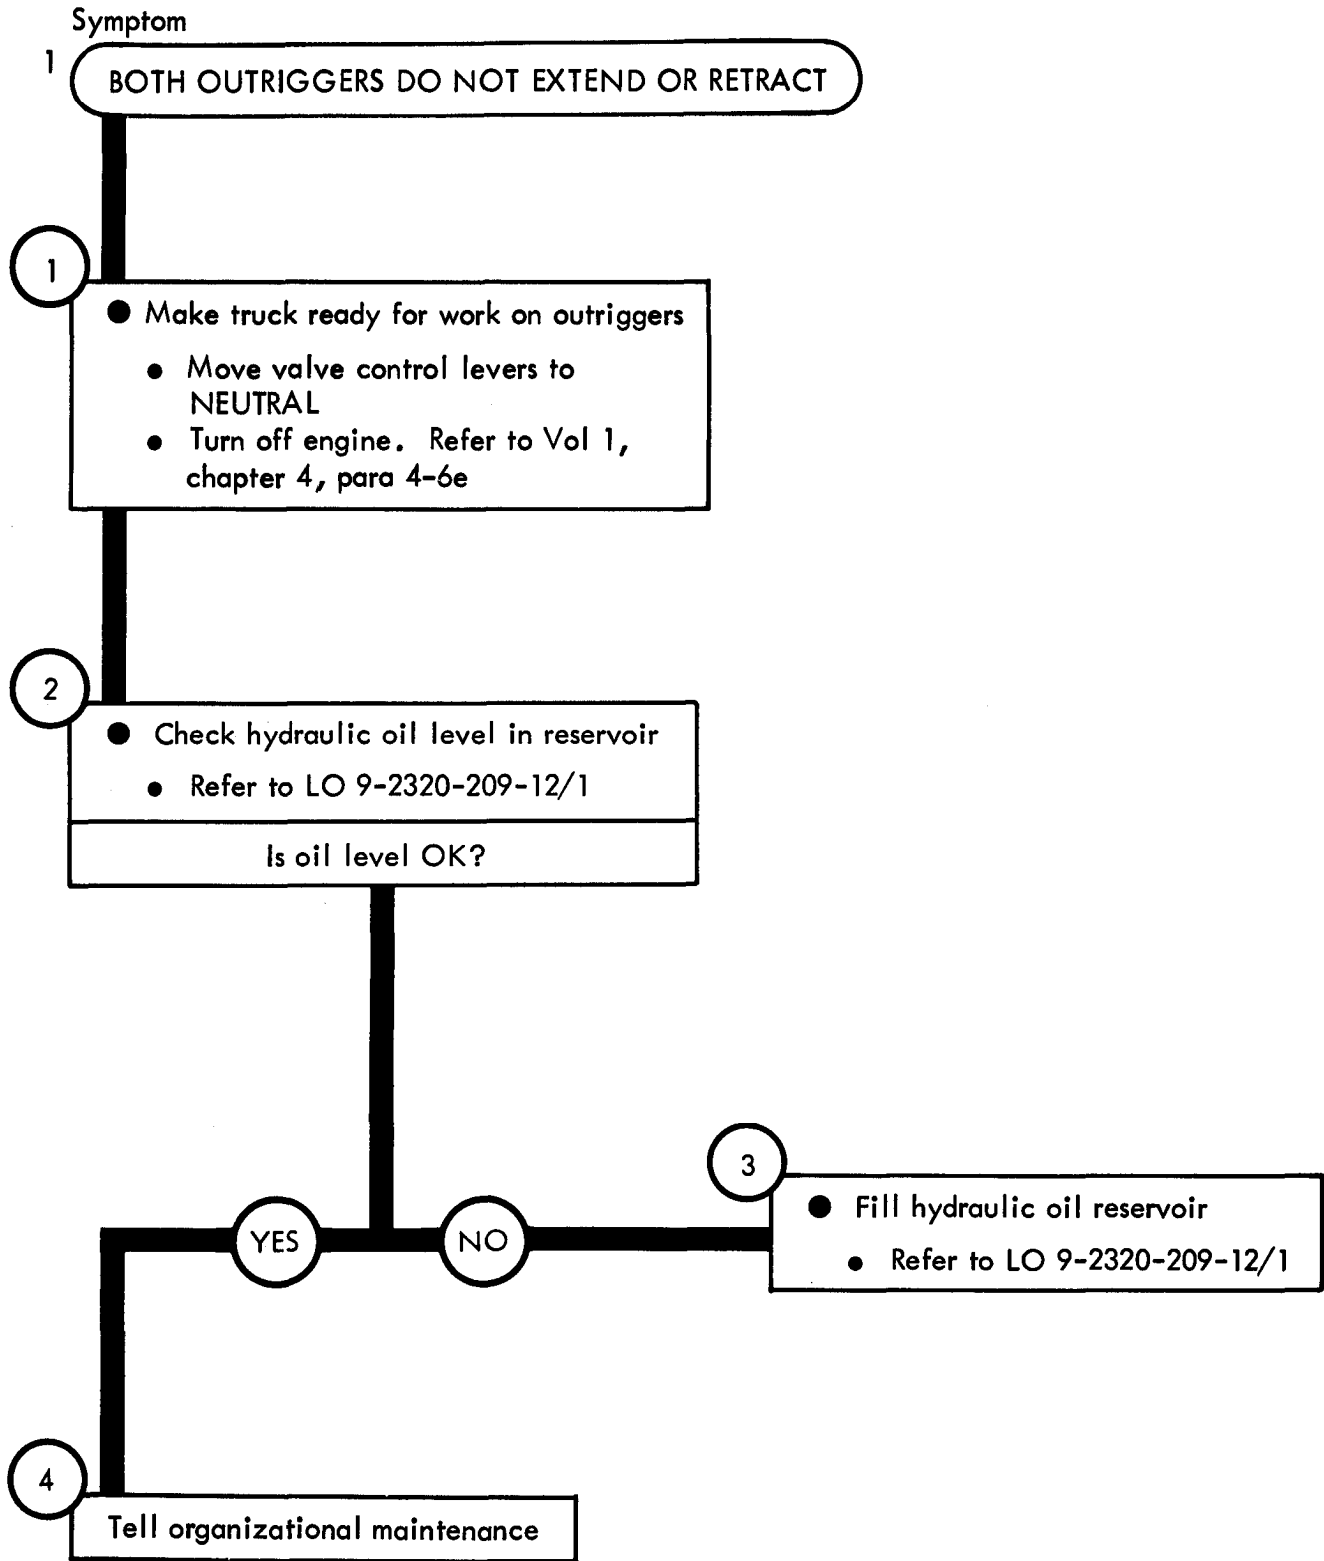 Symptom
1
BOTH OUTRIGGERS DO NOT EXTEND OR RETRACT
1
● Make truck ready for work on outriggers
● Move valve control levers to
NEUTRAL
● Turn off engine. Refer to Vol 1,
chapter 4, para 4-6e
2
● Check hydraulic oil level in reservoir
● Refer to LO 9-2320-209-12/1
Is oil level OK?
YES
NO
3
● Fill hydraulic oil reservoir
● Refer to LO 9-2320-209-12/1
4
Tell organizational maintenance